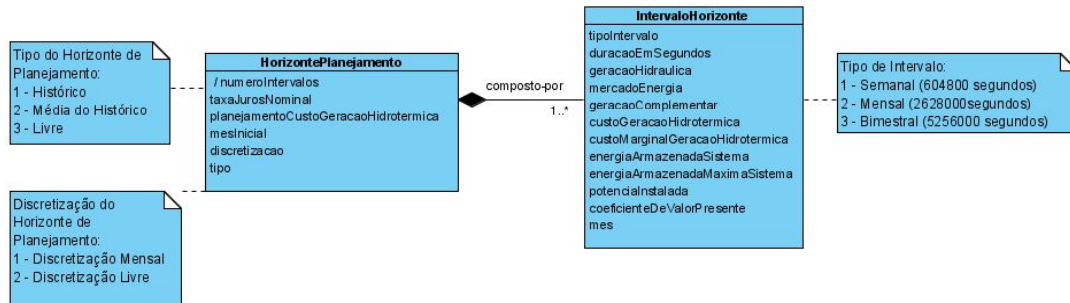 Tipo do Horizonte de
Planejamento:
1 - Histórico
2 - Média do Histórico
3 - Livre
Discretização do
Horizonte de
Planejamento:
1 - Discretização Mensal
2 - Discretização Livre
HorizontePlanejamento
/ numeroIntervalos
taxaJurosNominal
planejamentoCustoGeracaoHidrotermica
mesInicial
discretizacao
tipo
composto-por
1..*
IntervaloHorizonte
tipoIntervalo
duracaoEmSegundos
geracaoHidraulica
mercadoEnergia
geracaoComplementar
custoGeracaoHidrotermica
custoMarginalGeracaoHidrotermica
energiaArmazenadaSistema
energiaArmazenadaMaximaSistema
potenciaInstalada
coeficienteDeValorPresente
mes
Tipo de Intervalo:
1 - Semanal (604800 segundos)
2 - Mensal (2628000segundos)
3 - Bimestral (5256000 segundos)